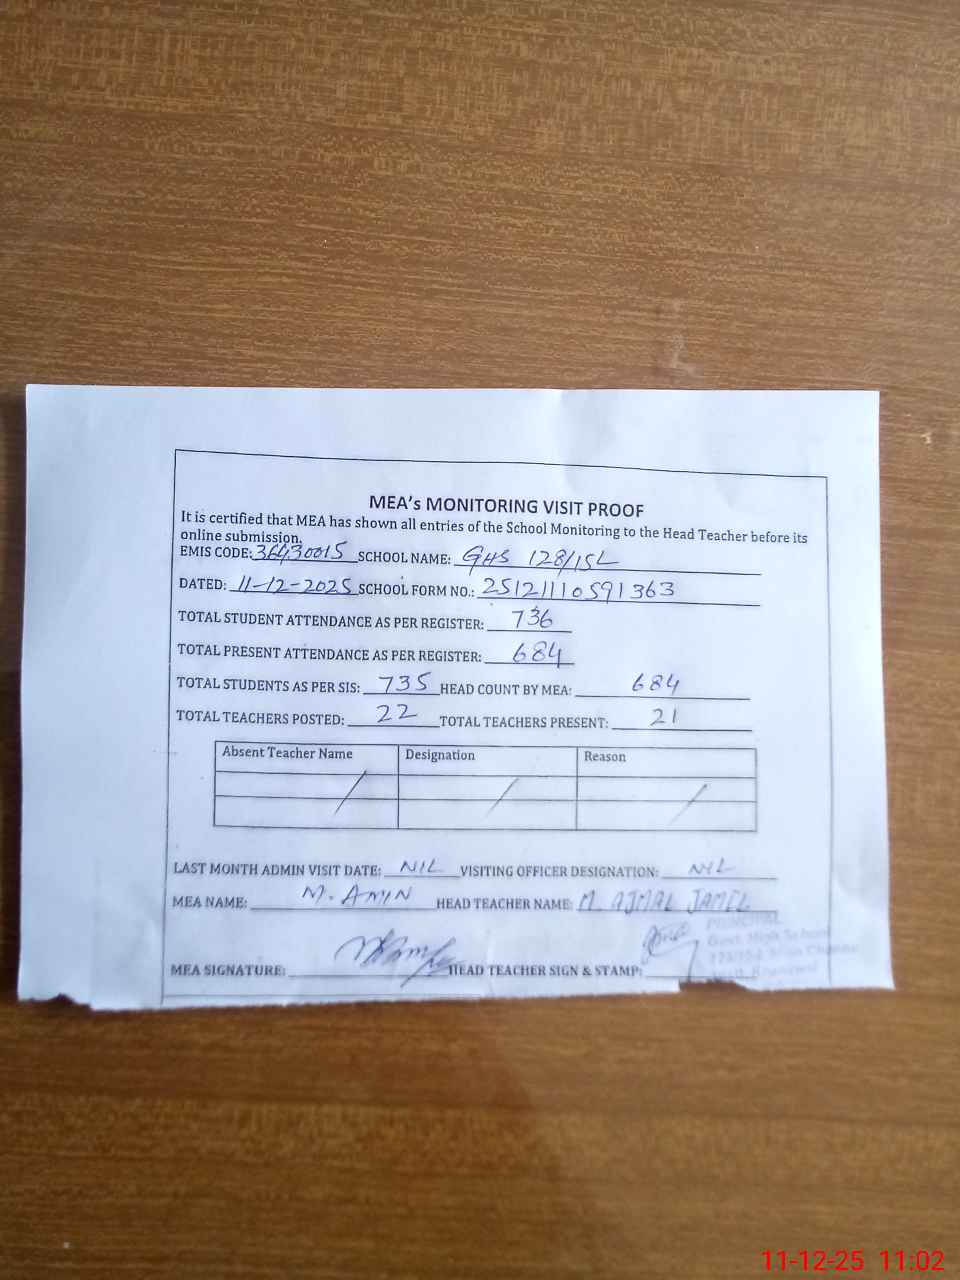 MEA's MONITORING VISIT PROOF
It is certified that MEA has shown all entries of the School Monitoring to the Head Teacher before its
online submission.
EMIS CODE: 36430015 SCHOOL NAME: GHS 128/15L
DATED: 11-12-2025 SCHOOL FORM NO.: 25121110591363
TOTAL STUDENT ATTENDANCE AS PER REGISTER: 736
TOTAL PRESENT ATTENDANCE AS PER REGISTER: 684
TOTAL STUDENTS AS PER SIS: 735 HEAD COUNT BY MEA: 684
TOTAL TEACHERS POSTED: 22 TOTAL TEACHERS PRESENT: 21
Absent Teacher Name Designation Reason
LAST MONTH ADMIN VISIT DATE: NIL VISITING OFFICER DESIGNATION: NIL
MEA NAME: M. AMIN HEAD TEACHER NAME: M. AJMAL JAMEL
PRINCIPAL
Govt. High School
MEA SIGNATURE: HEAD TEACHER SIGN & STAMP:
11-12-25 11:02